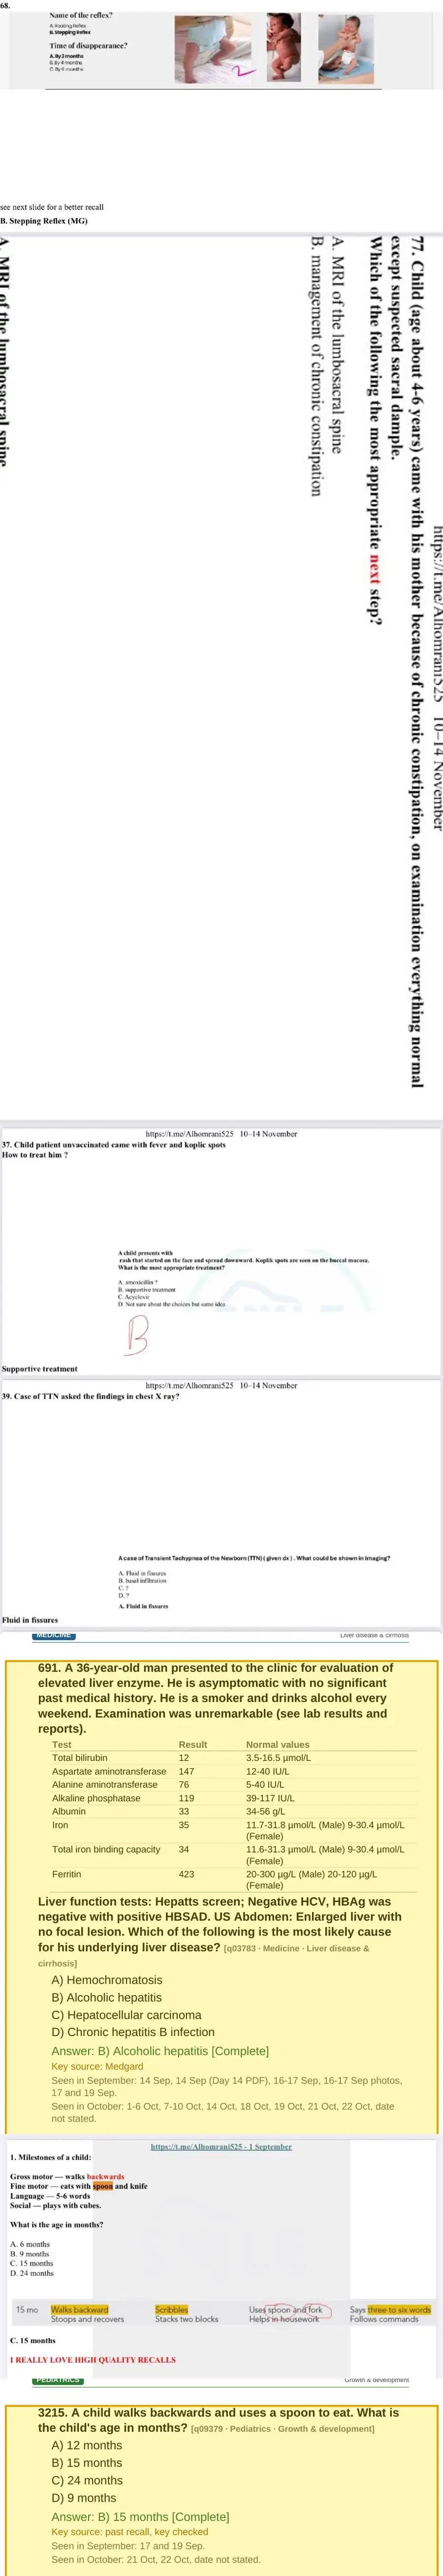 68.
Name of the reflex?
A. Rooting Reflex
B. Stepping Reflex
Time of disappearance?
A. By 2 months
B. By 4 months
C. By 6 months
see next slide for a better recall
B. Stepping Reflex (MG)
https://t.me/Alhomrani525 10–14 November
77. Child (age about 4-6 years) came with his mother because of chronic constipation, on examination everything normal
except suspected sacral dample.
Which of the following the most appropriate next step?
A. MRI of the lumbosacral spine
B. management of chronic constipation
A. MRI of the lumbosacral spine
https://t.me/Alhomrani525 10–14 November
37. Child patient unvaccinated came with fever and koplic spots
How to treat him ?
A child presents with
rash that started on the face and spread downward. Koplik spots are seen on the buccal mucosa.
What is the most appropriate treatment?
A. amoxicillin ?
B. supportive treatment
C. Acyclovir
D. Not sure about the choices but same idea
B
Supportive treatment
https://t.me/Alhomrani525 10–14 November
39. Case of TTN asked the findings in chest X ray?
A case of Transient Tachypnea of the Newborn (TTN) ( given dx ) . What could be shown in imaging?
A. Fluid in fissures
B. basal infiltration
C. ?
D. ?
A. Fluid in fissures
Fluid in fissures
MEDICINE
Liver disease & cirrhosis
691. A 36-year-old man presented to the clinic for evaluation of
elevated liver enzyme. He is asymptomatic with no significant
past medical history. He is a smoker and drinks alcohol every
weekend. Examination was unremarkable (see lab results and
reports).
Test Result Normal values
Total bilirubin 12 3.5-16.5 µmol/L
Aspartate aminotransferase 147 12-40 IU/L
Alanine aminotransferase 76 5-40 IU/L
Alkaline phosphatase 119 39-117 IU/L
Albumin 33 34-56 g/L
Iron 35 11.7-31.8 µmol/L (Male) 9-30.4 µmol/L
(Female)
Total iron binding capacity 34 11.6-31.3 µmol/L (Male) 9-30.4 µmol/L
(Female)
Ferritin 423 20-300 µg/L (Male) 20-120 µg/L
(Female)
Liver function tests: Hepatts screen; Negative HCV, HBAg was
negative with positive HBSAD. US Abdomen: Enlarged liver with
no focal lesion. Which of the following is the most likely cause
for his underlying liver disease? [q03783 · Medicine · Liver disease &
cirrhosis]
A) Hemochromatosis
B) Alcoholic hepatitis
C) Hepatocellular carcinoma
D) Chronic hepatitis B infection
Answer: B) Alcoholic hepatitis [Complete]
Key source: Medgard
Seen in September: 14 Sep, 14 Sep (Day 14 PDF), 16-17 Sep, 16-17 Sep photos,
17 and 19 Sep.
Seen in October: 1-6 Oct, 7-10 Oct, 14 Oct, 18 Oct, 19 Oct, 21 Oct, 22 Oct, date
not stated.
https://t.me/Alhomrani525 - 1 September
1. Milestones of a child:
Gross motor — walks backwards
Fine motor — eats with spoon and knife
Language — 5-6 words
Social — plays with cubes.
What is the age in months?
A. 6 months
B. 9 months
C. 15 months
D. 24 months
15 mo Walks backward Scribbles Uses spoon and fork Says three to six words
Stoops and recovers Stacks two blocks Helps in housework Follows commands
C. 15 months
I REALLY LOVE HIGH QUALITY RECALLS
PEDIATRICS
Growth & development
3215. A child walks backwards and uses a spoon to eat. What is
the child's age in months? [q09379 · Pediatrics · Growth & development]
A) 12 months
B) 15 months
C) 24 months
D) 9 months
Answer: B) 15 months [Complete]
Key source: past recall, key checked
Seen in September: 17 and 19 Sep.
Seen in October: 21 Oct, 22 Oct, date not stated.